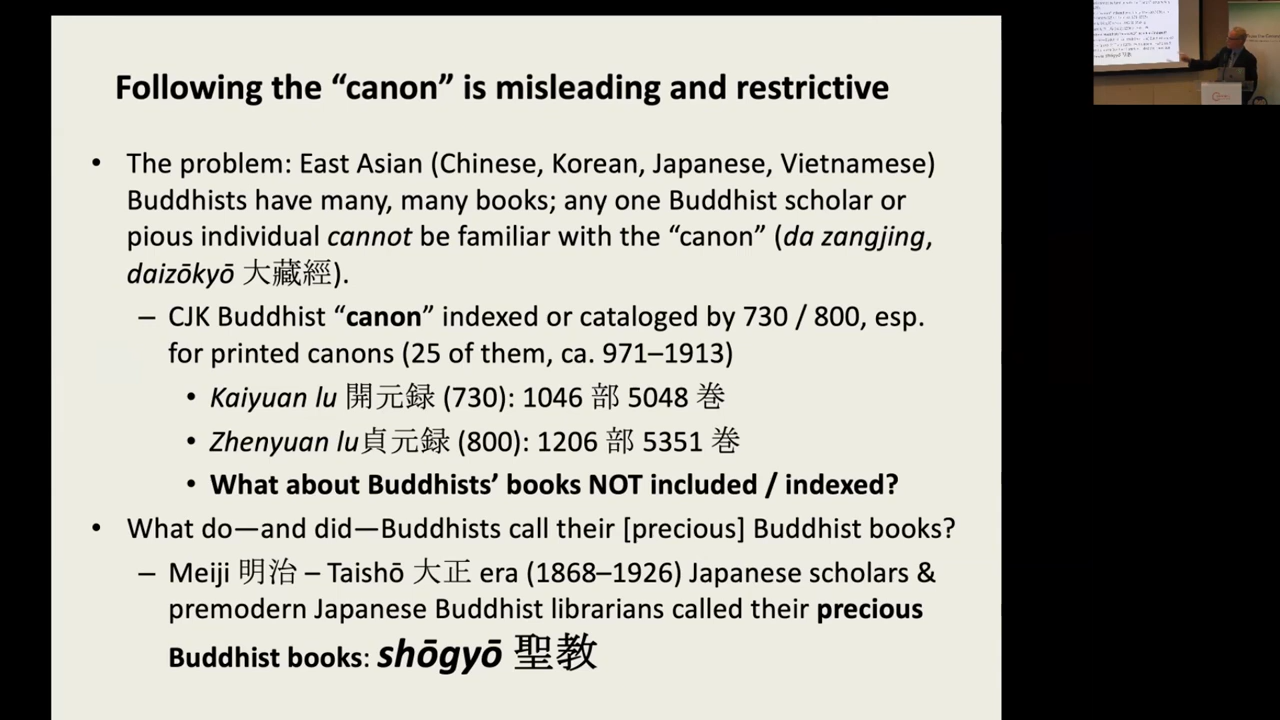 Following the “canon” is misleading and restrictive
• The problem: East Asian (Chinese, Korean, Japanese, Vietnamese)
Buddhists have many, many books; any one Buddhist scholar or
pious individual cannot be familiar with the “canon” (da zangjing,
daizōkyō 大藏經).
– CJK Buddhist “canon” indexed or cataloged by 730 / 800, esp.
for printed canons (25 of them, ca. 971–1913)
• Kaiyuan lu 開元録 (730): 1046 部 5048 巻
• Zhenyuan lu貞元録 (800): 1206 部 5351 巻
• What about Buddhists’ books NOT included / indexed?
• What do—and did—Buddhists call their [precious] Buddhist books?
– Meiji 明治 – Taishō 大正 era (1868–1926) Japanese scholars &
premodern Japanese Buddhist librarians called their precious
Buddhist books: shōgyō 聖教